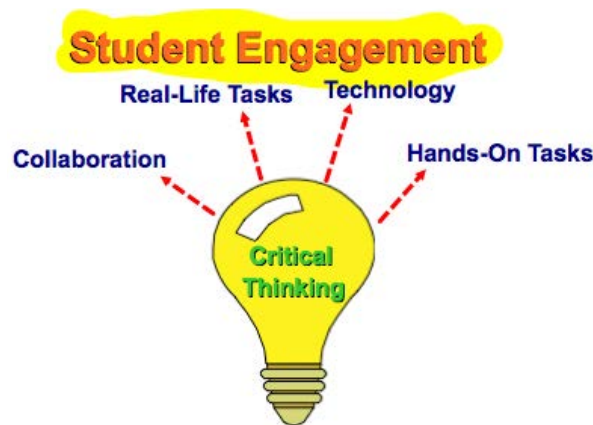 Student Engagement
Real-Life Tasks
Technology
Collaboration
Hands-On Tasks
Critical
Thinking